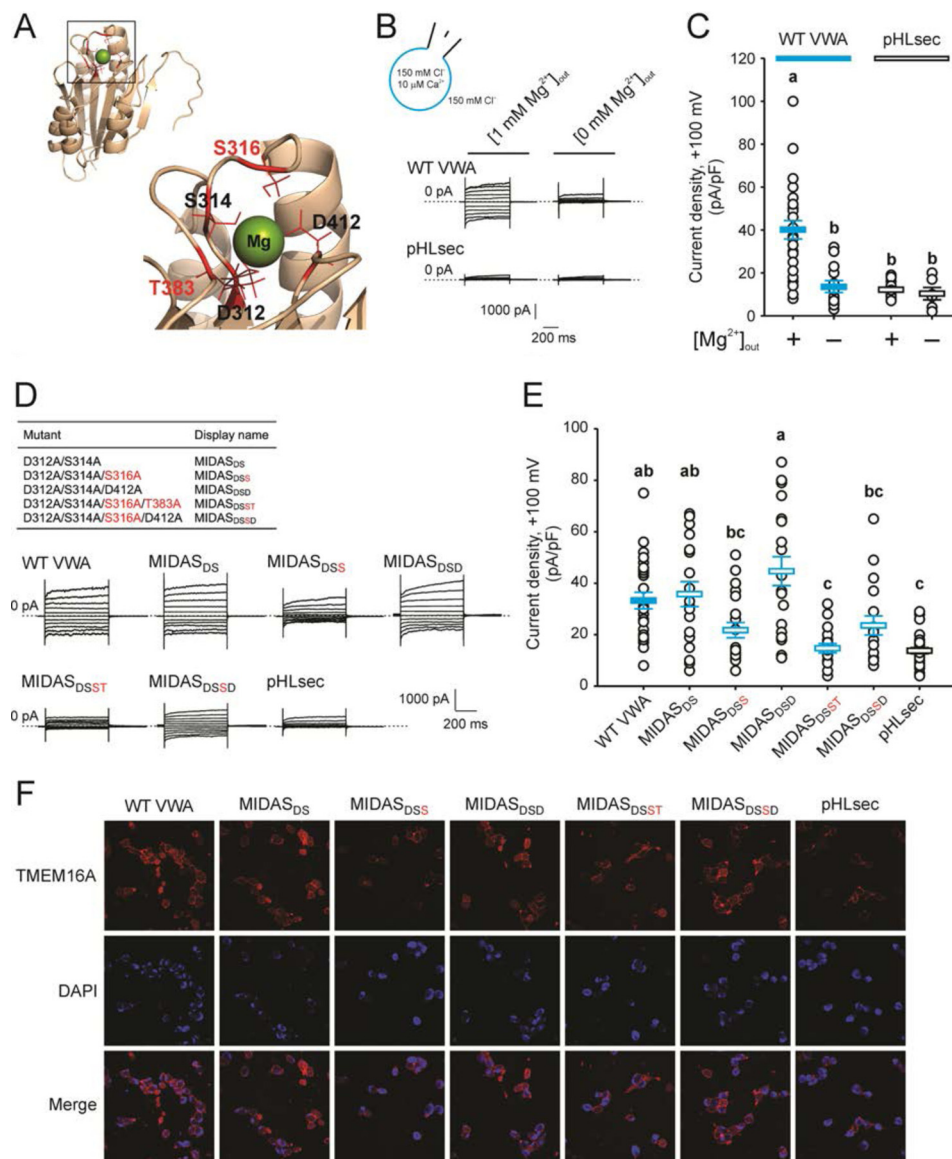 A
S316
S314
D412
Mg
T383
D312
B
150 mM Cl⁻
10 µM Ca²⁺
150 mM Cl⁻
[1 mM Mg²⁺]out
[0 mM Mg²⁺]out
WT VWA
0 pA
pHLsec
0 pA
1000 pA
200 ms
C
WT VWA pHLsec
Current density, +100 mV
(pA/pF)
120
100
80
60
40
20
0
a
b
b
b
[Mg²⁺]out + − + −
D
Mutant Display name
D312A/S314A MIDASDS
D312A/S314A/S316A MIDASDSS
D312A/S314A/D412A MIDASDSD
D312A/S314A/S316A/T383A MIDASDSST
D312A/S314A/S316A/D412A MIDASDSSD
WT VWA MIDASDS MIDASDSS MIDASDSD
0 pA
MIDASDSST MIDASDSSD pHLsec
0 pA
1000 pA
200 ms
E
Current density, +100 mV
(pA/pF)
100
80
60
40
20
0
ab ab bc a c bc c
WT VWA
MIDASDS
MIDASDSS
MIDASDSD
MIDASDSST
MIDASDSSD
pHLsec
F
WT VWA MIDASDS MIDASDSS MIDASDSD MIDASDSST MIDASDSSD pHLsec
TMEM16A
DAPI
Merge